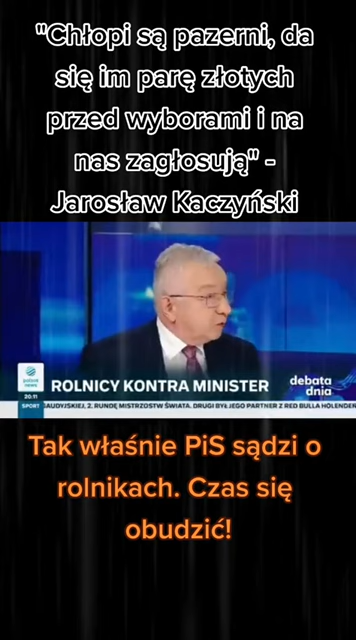 "Chłopi są pazerni, da
się im parę złotych
przed wyborami i na
nas zagłosują" -
Jarosław Kaczyński
polsat
news
20:11
SPORT
ROLNICY KONTRA MINISTER
debata
dnia
SAUDYJSKIEJ, 2. RUNDĘ MISTRZOSTW ŚWIATA. DRUGI BYŁ JEGO PARTNER Z RED BULLA HOLENDER
Tak właśnie PiS sądzi o
rolnikach. Czas się
obudzić!